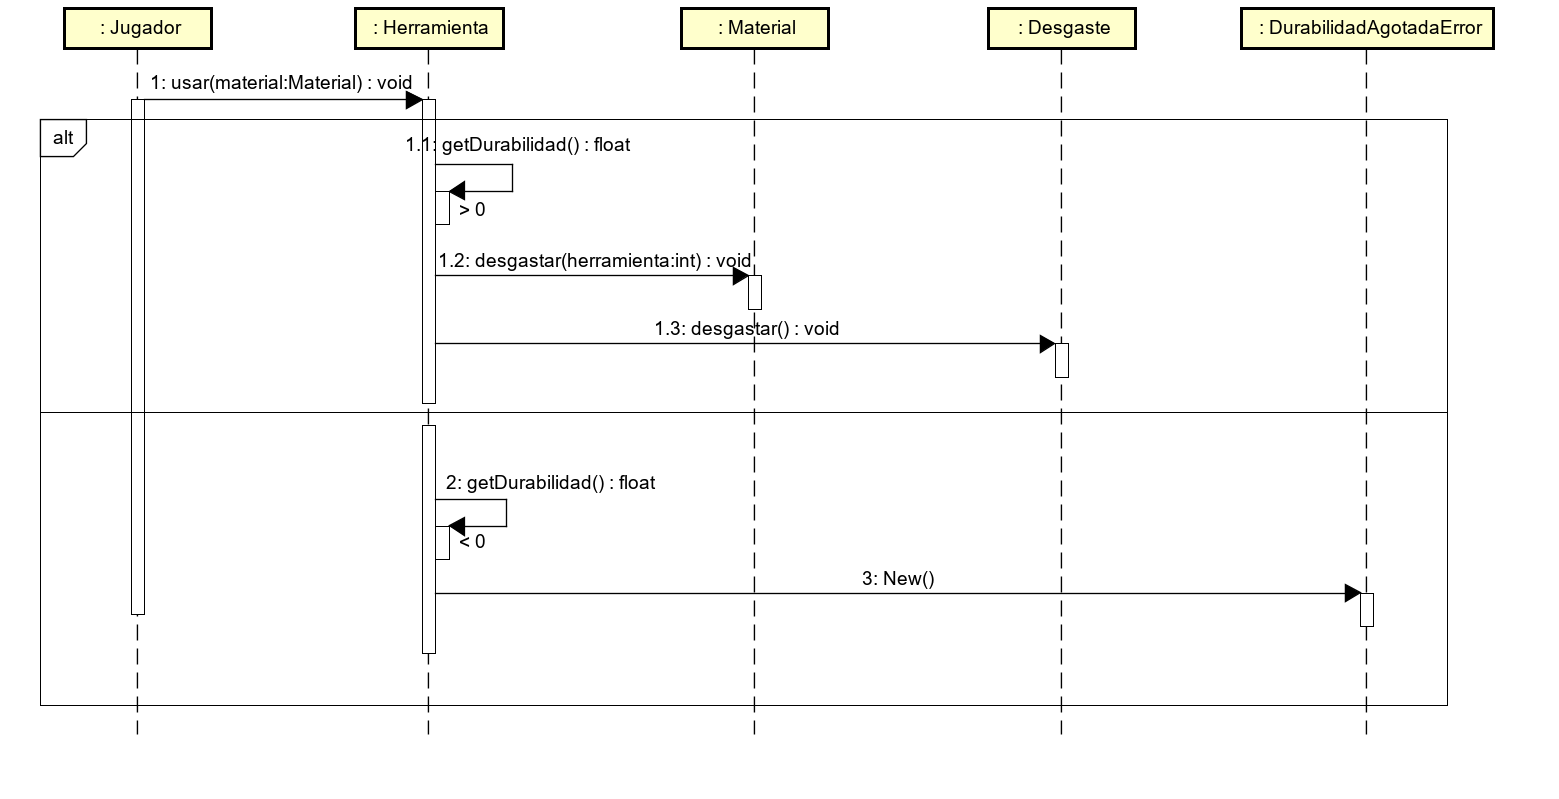 : Jugador
: Herramienta
: Material
: Desgaste
: DurabilidadAgotadaError
1: usar(material:Material) : void
alt
1.1: getDurabilidad() : float
> 0
1.2: desgastar(herramienta:int) : void
1.3: desgastar() : void
2: getDurabilidad() : float
< 0
3: New()